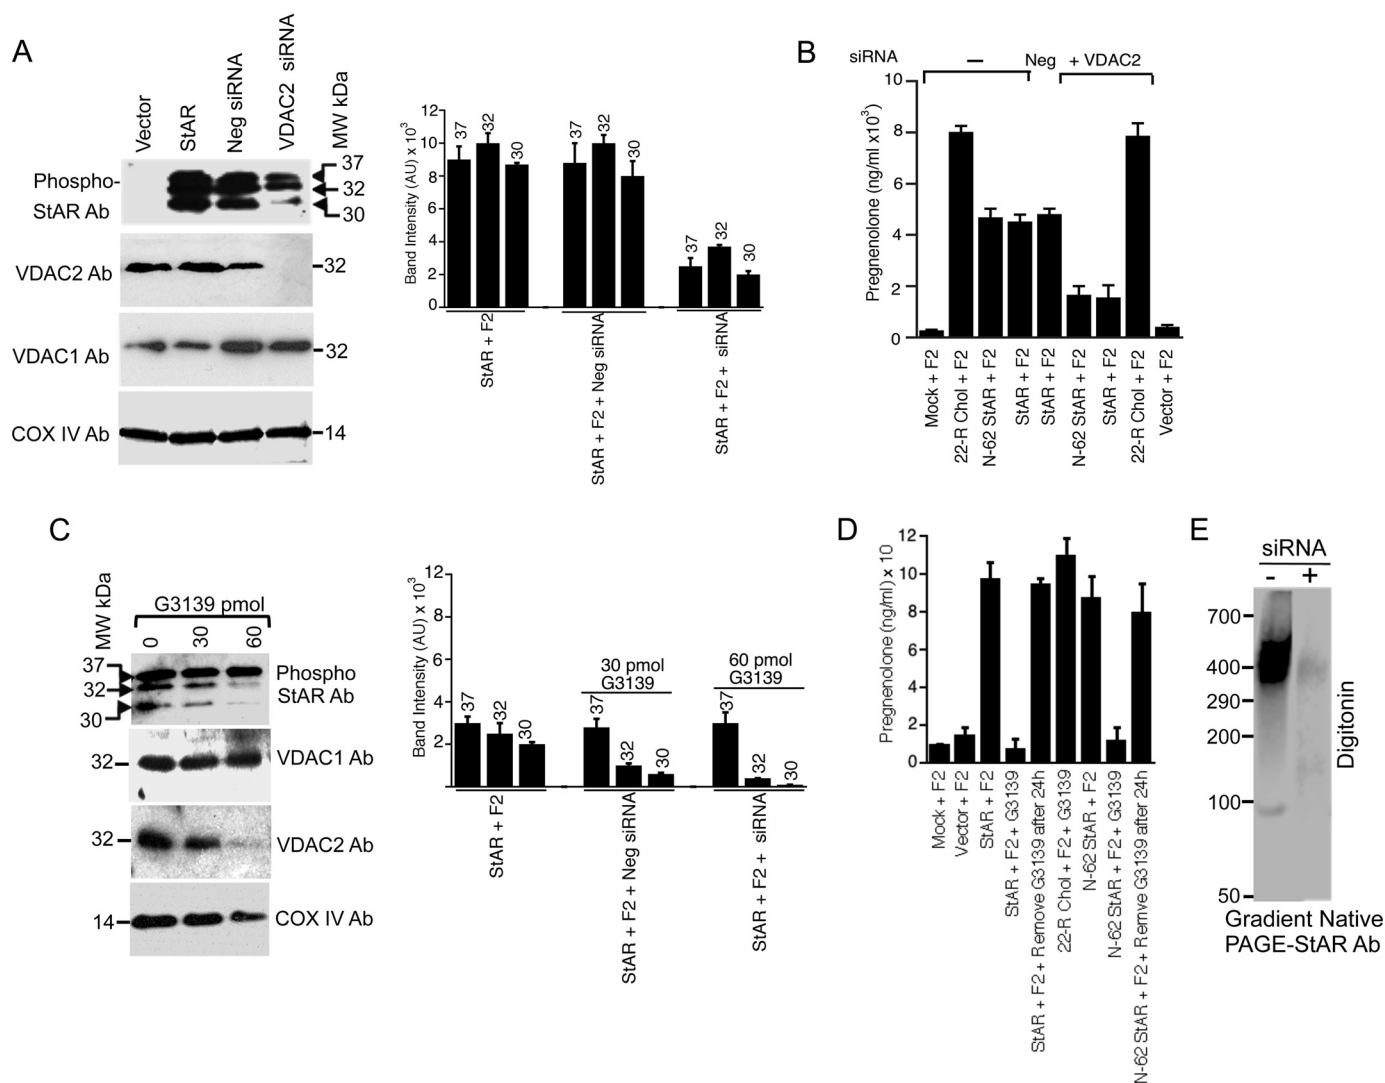 A
Vector
StAR
Neg siRNA
VDAC2 siRNA
MW kDa
Phospho-
StAR Ab
37
32
30
VDAC2 Ab
32
VDAC1 Ab
32
COX IV Ab
14
Band Intensity (AU) x 10³
12
10
8
6
4
2
0
37
32
30
37
32
30
37
32
30
StAR + F2
StAR + F2 + Neg siRNA
StAR + F2 + siRNA
B
siRNA
–
Neg
+ VDAC2
Pregnenolone (ng/ml x10³)
10
8
6
4
2
0
Mock + F2
22-R Chol + F2
N-62 StAR + F2
StAR + F2
StAR + F2
N-62 StAR + F2
StAR + F2
22-R Chol + F2
Vector + F2
C
MW kDa
G3139 pmol
0
30
60
37
32
30
Phospho
StAR Ab
32
VDAC1 Ab
32
VDAC2 Ab
14
COX IV Ab
Band Intensity (AU) x 10³
12
6
4
2
30 pmol
G3139
60 pmol
G3139
37
32
30
37
32
30
37
32
30
StAR + F2
StAR + F2 + Neg siRNA
StAR + F2 + siRNA
D
Pregnenolone (ng/ml) x 10
12
10
8
6
4
2
0
Mock + F2
Vector + F2
StAR + F2
StAR + F2 + G3139
StAR + F2 + Remove G3139 after 24h
22-R Chol + F2 + G3139
N-62 StAR + F2
N-62 StAR + F2 + G3139
N-62 StAR + F2 + Remve G3139 after 24h
E
siRNA
-
+
700
400
290
200
100
50
Digitonin
Gradient Native
PAGE-StAR Ab